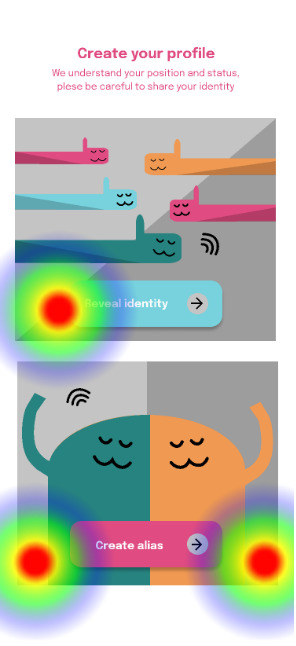 Create your profile
We understand your position and status,
plese be careful to share your identity
Reveal identity
Create alias